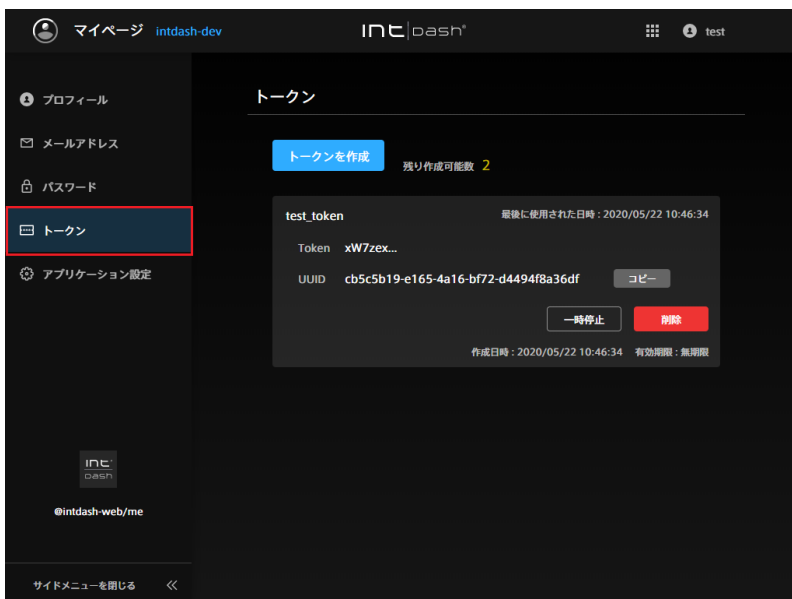 マイページ intdash-dev
INT|DASH
test
プロフィール
メールアドレス
パスワード
トークン
アプリケーション設定
INT
DASH
@intdash-web/me
サイドメニューを閉じる
トークン
トークンを作成 残り作成可能数 2
test_token 最後に使用された日時 : 2020/05/22 10:46:34
Token xW7zex...
UUID cb5c5b19-e165-4a16-bf72-d4494f8a36df コピー
一時停止 削除
作成日時 : 2020/05/22 10:46:34 有効期限 : 無期限